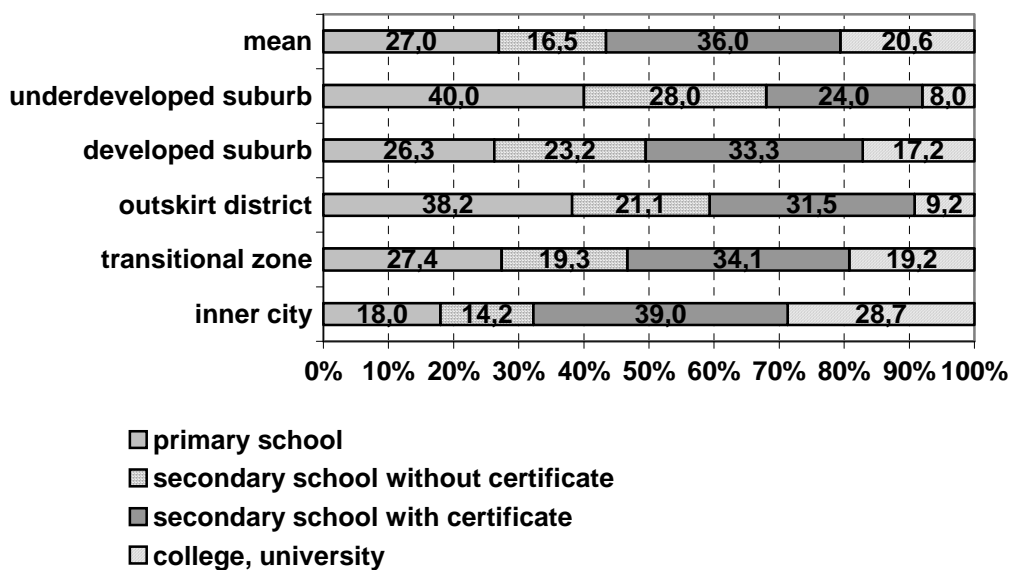 mean 27,0 16,5 36,0 20,6
underdeveloped suburb 40,0 28,0 24,0 8,0
developed suburb 26,3 23,2 33,3 17,2
outskirt district 38,2 21,1 31,5 9,2
transitional zone 27,4 19,3 34,1 19,2
inner city 18,0 14,2 39,0 28,7
0% 10% 20% 30% 40% 50% 60% 70% 80% 90% 100%
primary school
secondary school without certificate
secondary school with certificate
college, university